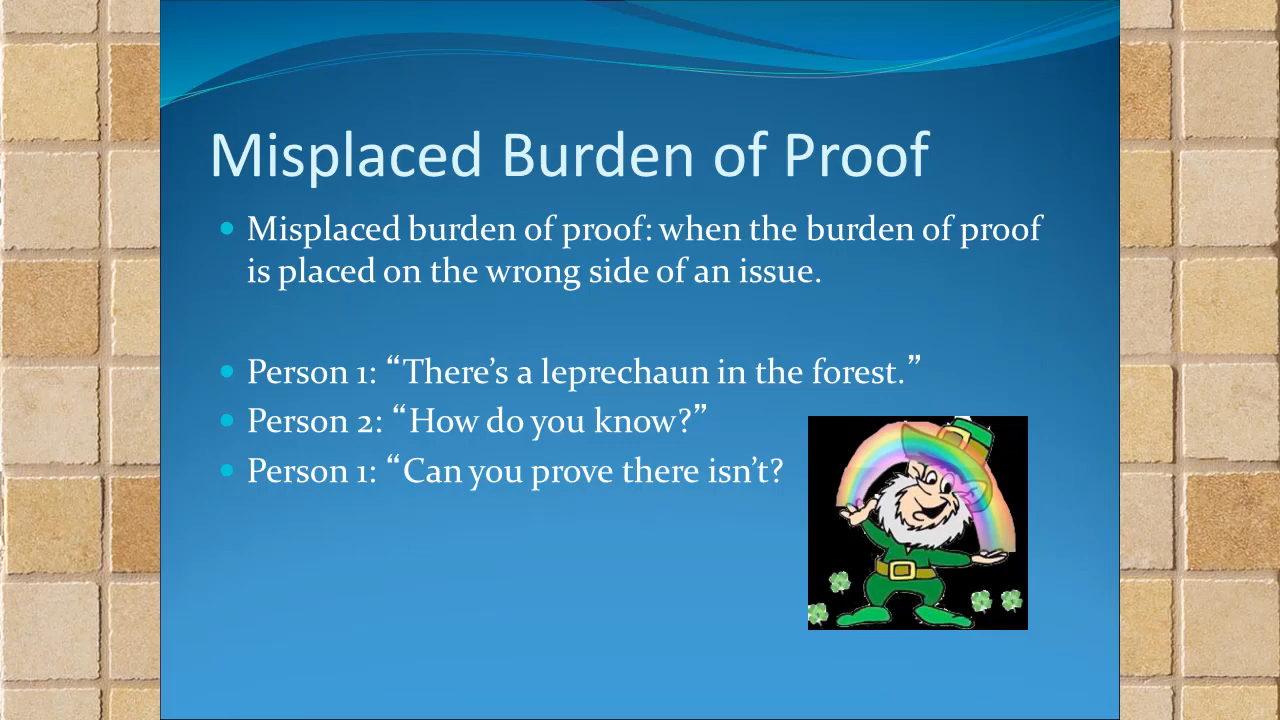 Misplaced Burden of Proof
Misplaced burden of proof: when the burden of proof
is placed on the wrong side of an issue.
Person 1: “There’s a leprechaun in the forest.”
Person 2: “How do you know?”
Person 1: “Can you prove there isn’t?